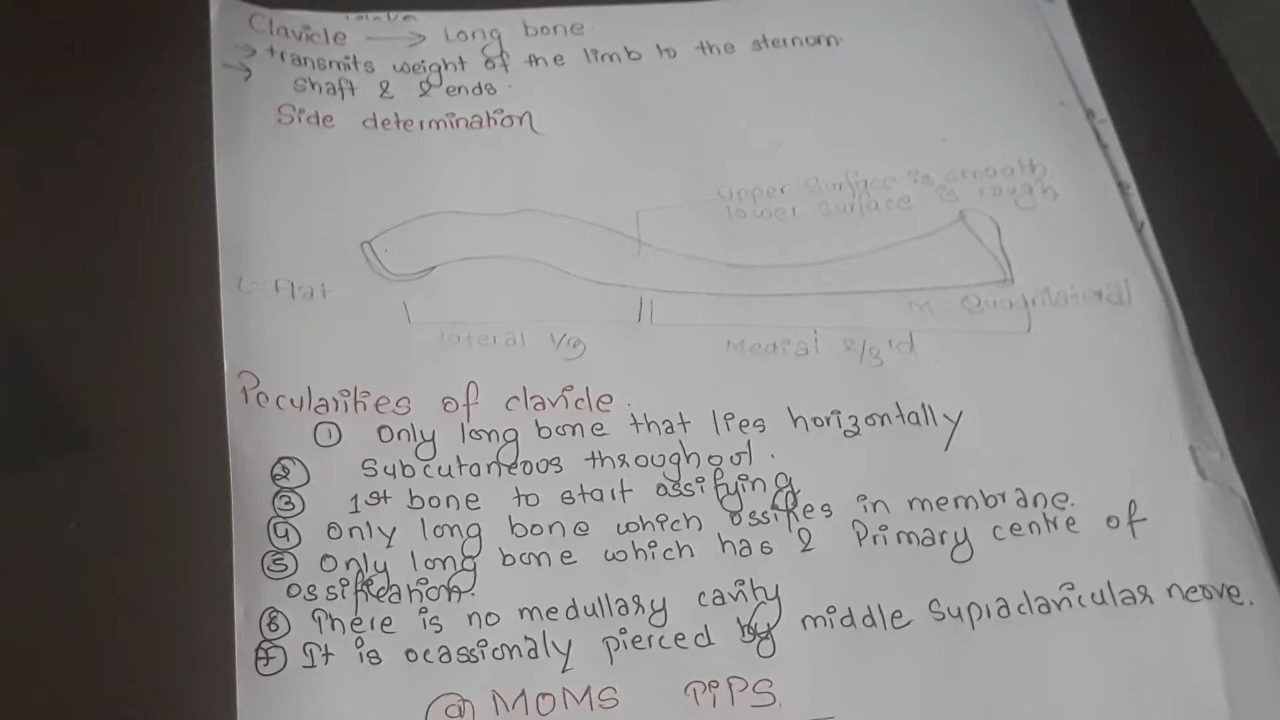 Clavicle → Long bone
→ transmits weight of the limb to the sternom.
→ Shaft & 2 ends.
Side determination
upper surface is smooth
lower surface is rough
L- Flat
M- Quadrilateral
lateral 1/3
Medial 2/3rd
Pecularities of clavicle.
① Only long bone that lies horizontally
② Subcutaneous throughout.
③ 1st bone to start assifying
④ Only long bone which ossifies in membrane.
⑤ Only long bone which has 2 Primary centre of
ossification.
⑥ There is no medullary cavity
⑦ It is ocassionaly pierced by middle Supraclavicular nerve.
@ MOMS PIPS.